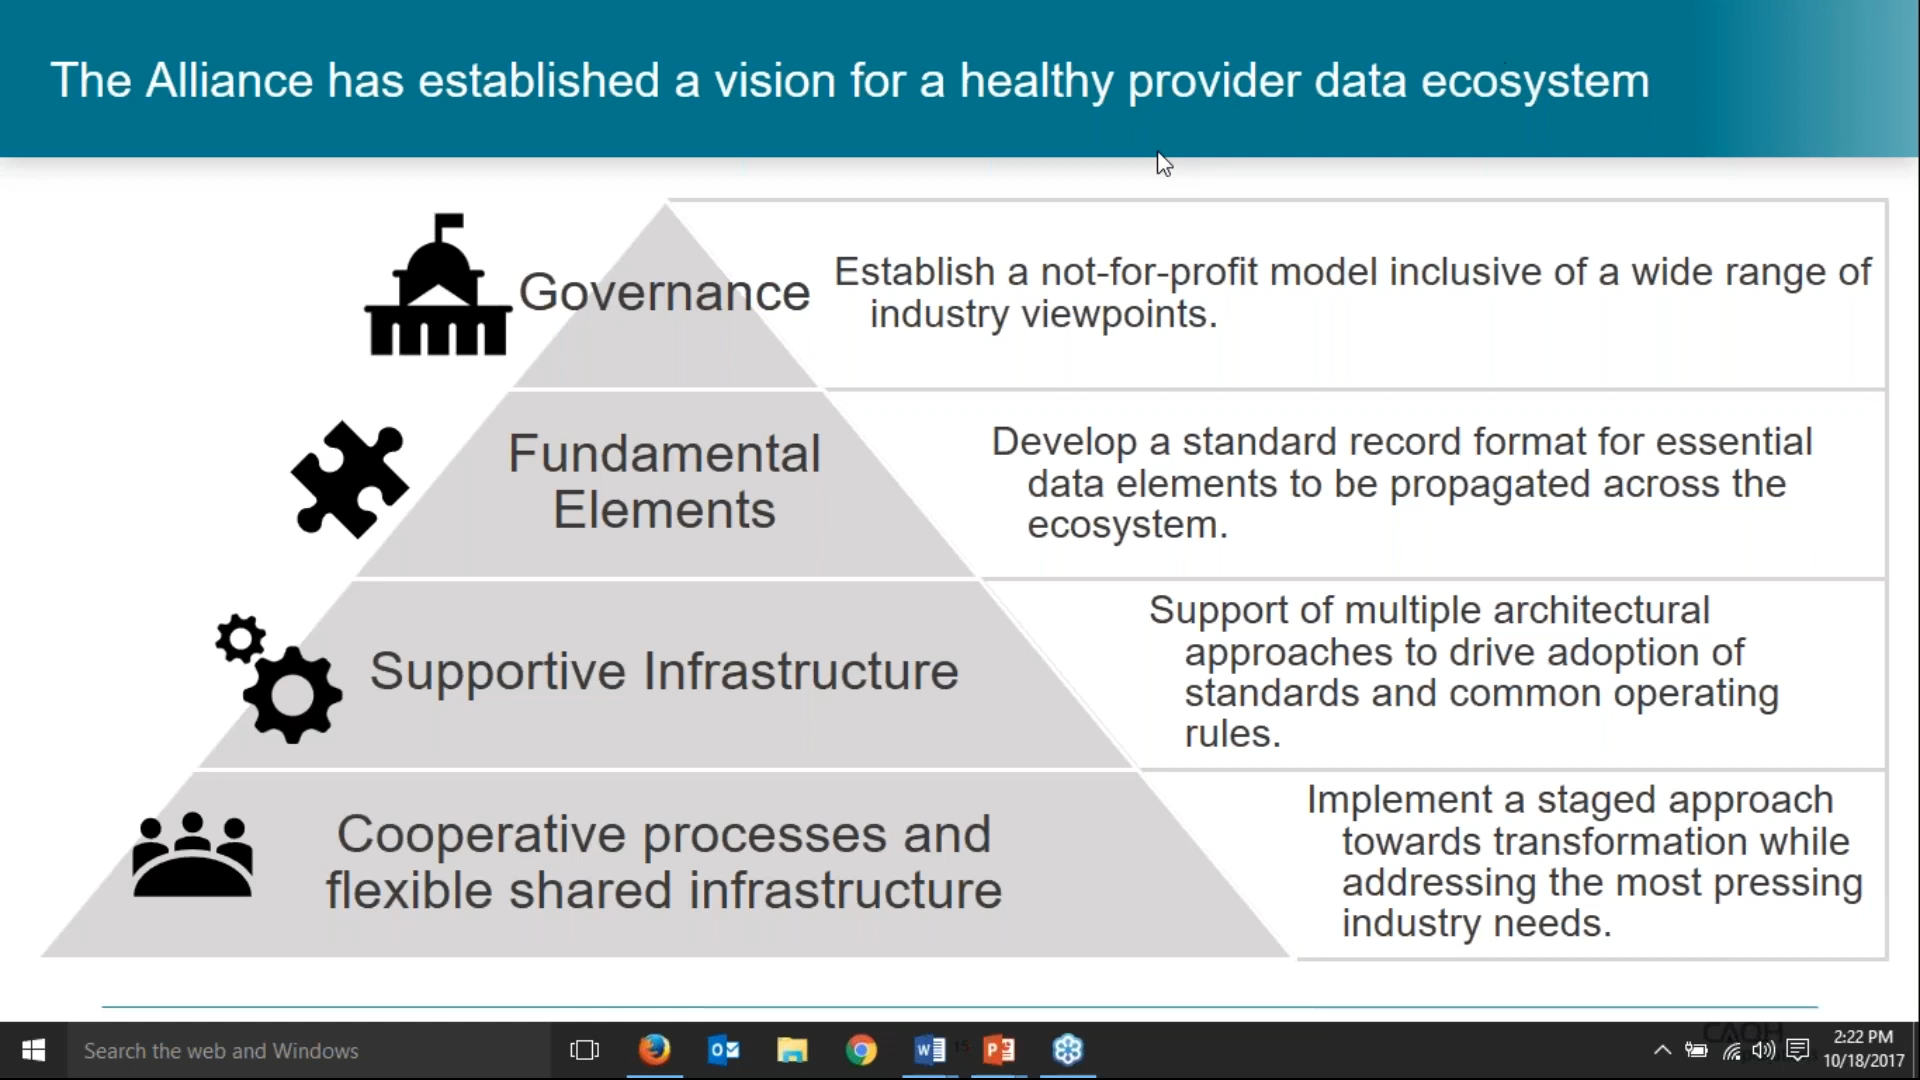 The Alliance has established a vision for a healthy provider data ecosystem
Governance
Establish a not-for-profit model inclusive of a wide range of
industry viewpoints.
Fundamental
Elements
Develop a standard record format for essential
data elements to be propagated across the
ecosystem.
Supportive Infrastructure
Support of multiple architectural
approaches to drive adoption of
standards and common operating
rules.
Cooperative processes and
flexible shared infrastructure
Implement a staged approach
towards transformation while
addressing the most pressing
industry needs.
15
CAQH
Search the web and Windows
2:22 PM
10/18/2017